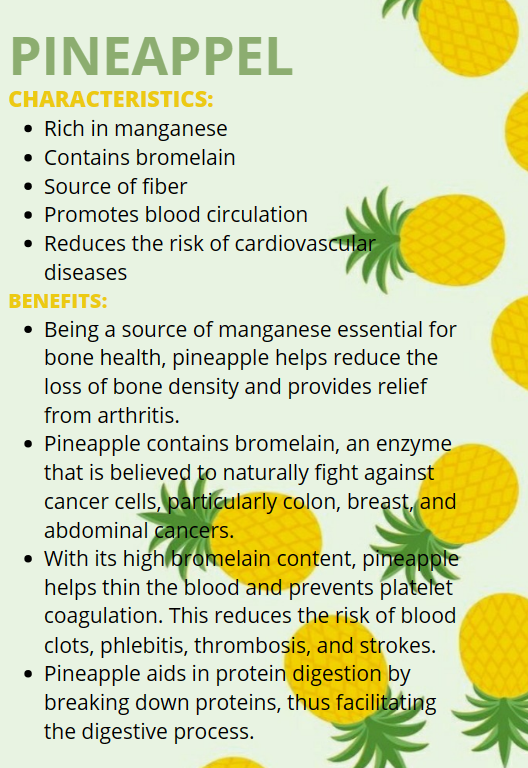 PINEAPPEL
CHARACTERISTICS:
• Rich in manganese
• Contains bromelain
• Source of fiber
• Promotes blood circulation
• Reduces the risk of cardiovascular
diseases
BENEFITS:
• Being a source of manganese essential for
bone health, pineapple helps reduce the
loss of bone density and provides relief
from arthritis.
• Pineapple contains bromelain, an enzyme
that is believed to naturally fight against
cancer cells, particularly colon, breast, and
abdominal cancers.
• With its high bromelain content, pineapple
helps thin the blood and prevents platelet
coagulation. This reduces the risk of blood
clots, phlebitis, thrombosis, and strokes.
• Pineapple aids in protein digestion by
breaking down proteins, thus facilitating
the digestive process.